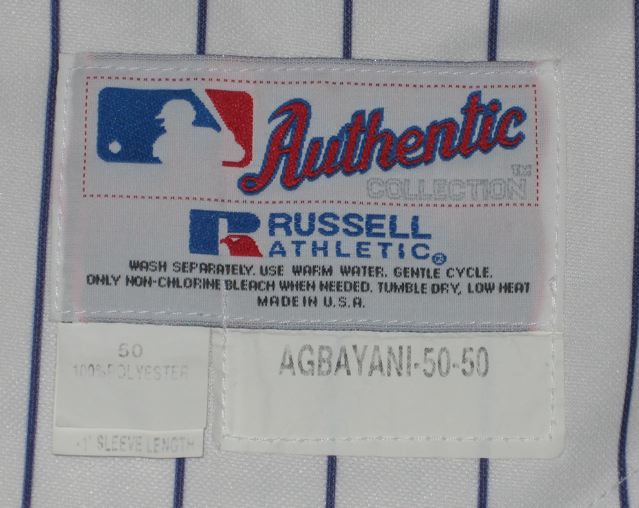 Authentic
COLLECTION™
RUSSELL
ATHLETIC®
WASH SEPARATELY. USE WARM WATER. GENTLE CYCLE.
ONLY NON-CHLORINE BLEACH WHEN NEEDED. TUMBLE DRY, LOW HEAT
MADE IN U.S.A.
50
100% POLYESTER
-1" SLEEVE LENGTH
AGBAYANI-50-50